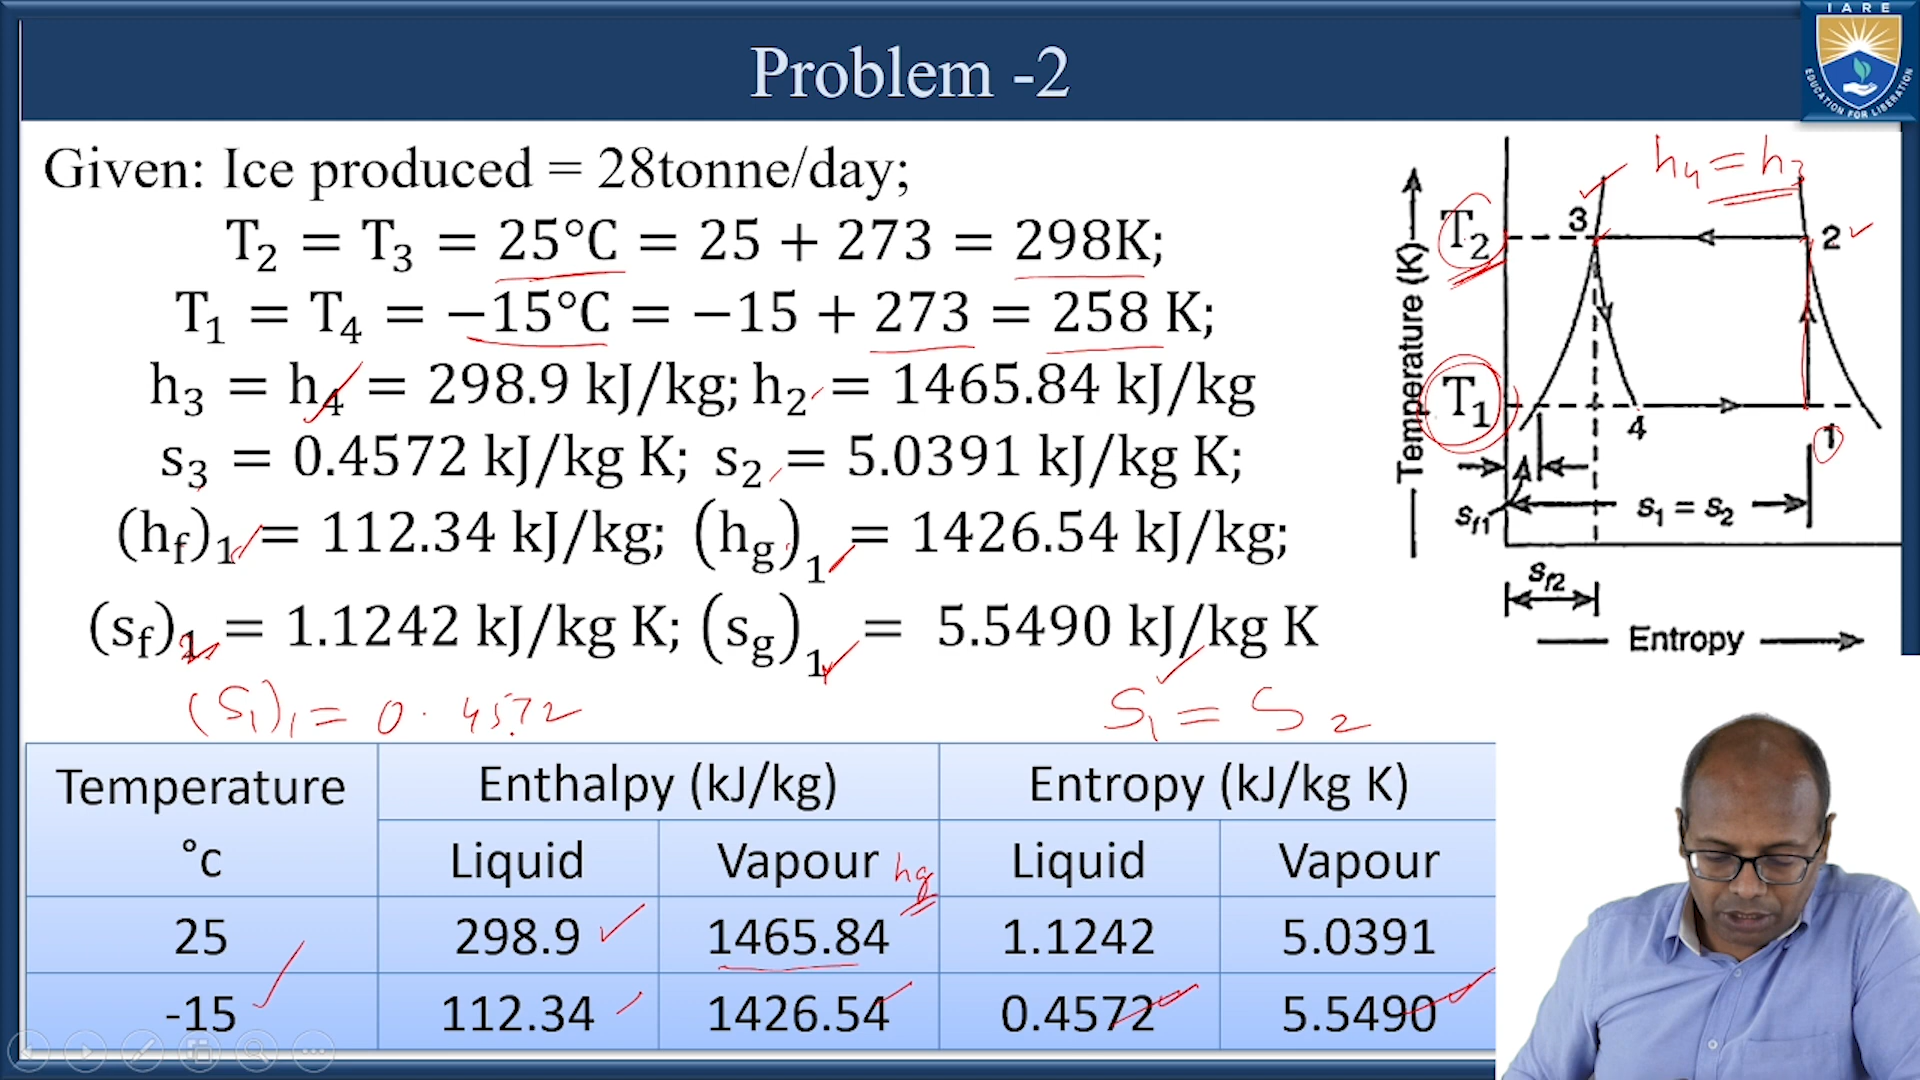 IARE
EDUCATION FOR LIBERATION
Problem -2
Given: Ice produced = 28tonne/day;
T₂ = T₃ = 25°C = 25 + 273 = 298K;
T₁ = T₄ = −15°C = −15 + 273 = 258 K;
h₃ = h₄ = 298.9 kJ/kg; h₂ = 1465.84 kJ/kg
s₃ = 0.4572 kJ/kg K; s₂ = 5.0391 kJ/kg K;
(h_f)₁ = 112.34 kJ/kg; (h_g)₁ = 1426.54 kJ/kg;
(s_f)₁ = 1.1242 kJ/kg K; (s_g)₁ = 5.5490 kJ/kg K
(S₁)₁ = 0.4572
S₁ = S₂
h₄ = h₃
T₂
3
2
Temperature (K)
T₁
4
1
s_f1
s₁ = s₂
s_f2
Entropy
Temperature °c
Enthalpy (kJ/kg)
Entropy (kJ/kg K)
Liquid
Vapour
hg
Liquid
Vapour
25
298.9
1465.84
1.1242
5.0391
-15
112.34
1426.54
0.4572
5.5490